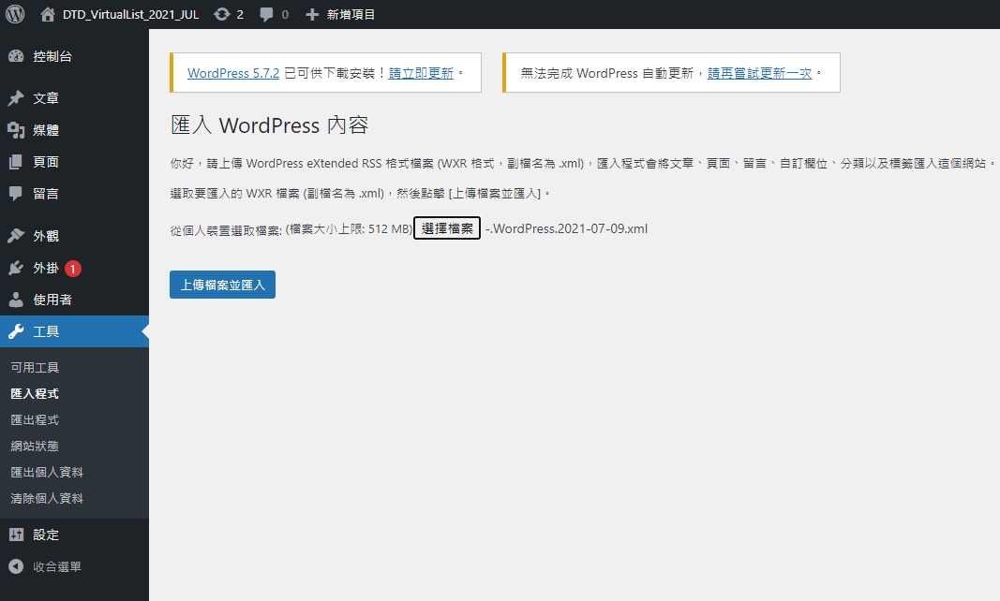 DTD_VirtualList_2021_JUL 2 0 新增項目
控制台
文章
媒體
頁面
留言
外觀
外掛 1
使用者
工具
可用工具
匯入程式
匯出程式
網站狀態
匯出個人資料
清除個人資料
設定
收合選單
WordPress 5.7.2 已可供下載安裝！請立即更新。
無法完成 WordPress 自動更新，請再嘗試更新一次。
匯入 WordPress 內容
你好，請上傳 WordPress eXtended RSS 格式檔案 (WXR 格式，副檔名為 .xml)，匯入程式會將文章、頁面、留言、自訂欄位、分類以及標籤匯入這個網站。
選取要匯入的 WXR 檔案 (副檔名為 .xml)，然後點擊 [上傳檔案並匯入]。
從個人裝置選取檔案: (檔案大小上限: 512 MB) 選擇檔案 -.WordPress.2021-07-09.xml
上傳檔案並匯入